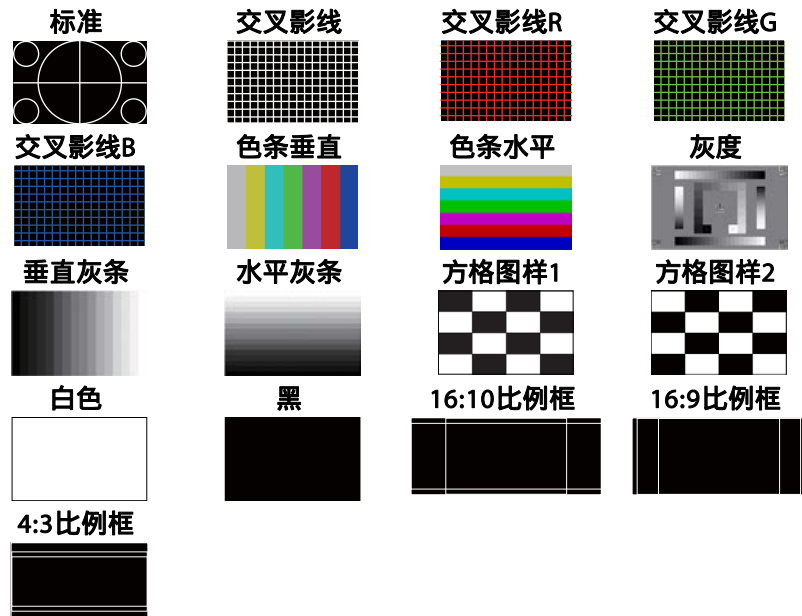 标准
交叉影线
交叉影线R
交叉影线G
交叉影线B
色条垂直
色条水平
灰度
垂直灰条
水平灰条
方格图样1
方格图样2
白色
黑
16:10比例框
16:9比例框
4:3比例框